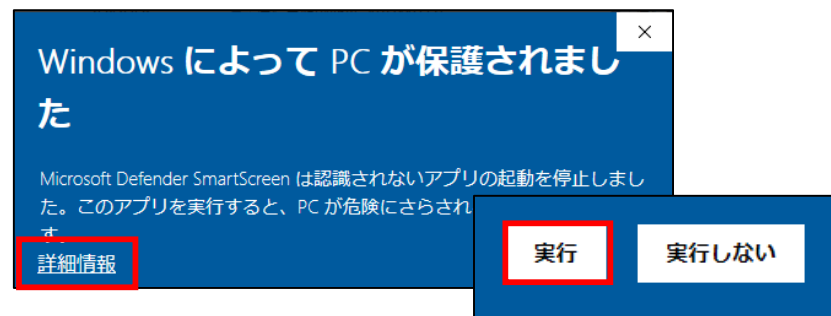 Windows によって PC が保護されまし
た
Microsoft Defender SmartScreen は認識されないアプリの起動を停止しまし
た。このアプリを実行すると、PC が危険にさらされ
す。
詳細情報
実行
実行しない